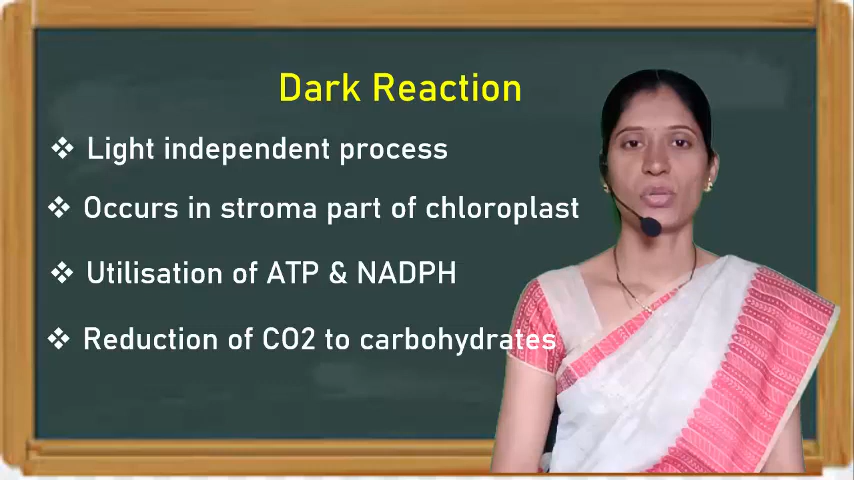 Dark Reaction
❖ Light independent process
❖ Occurs in stroma part of chloroplast
❖ Utilisation of ATP & NADPH
❖ Reduction of CO2 to carbohydrates